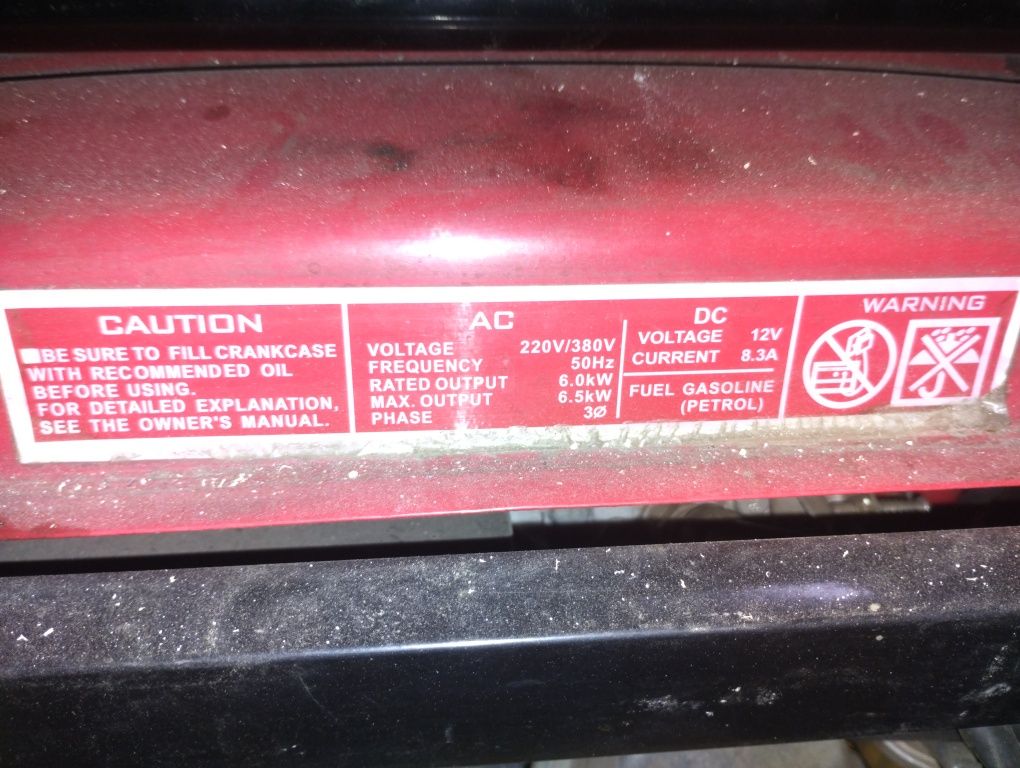 CAUTION
BE SURE TO FILL CRANKCASE
WITH RECOMMENDED OIL
BEFORE USING.
FOR DETAILED EXPLANATION,
SEE THE OWNER'S MANUAL.
AC
VOLTAGE 220V/380V
FREQUENCY 50Hz
RATED OUTPUT 6.0kW
MAX. OUTPUT 6.5kW
PHASE 3Ø
DC
VOLTAGE 12V
CURRENT 8.3A
FUEL GASOLINE
(PETROL)
WARNING